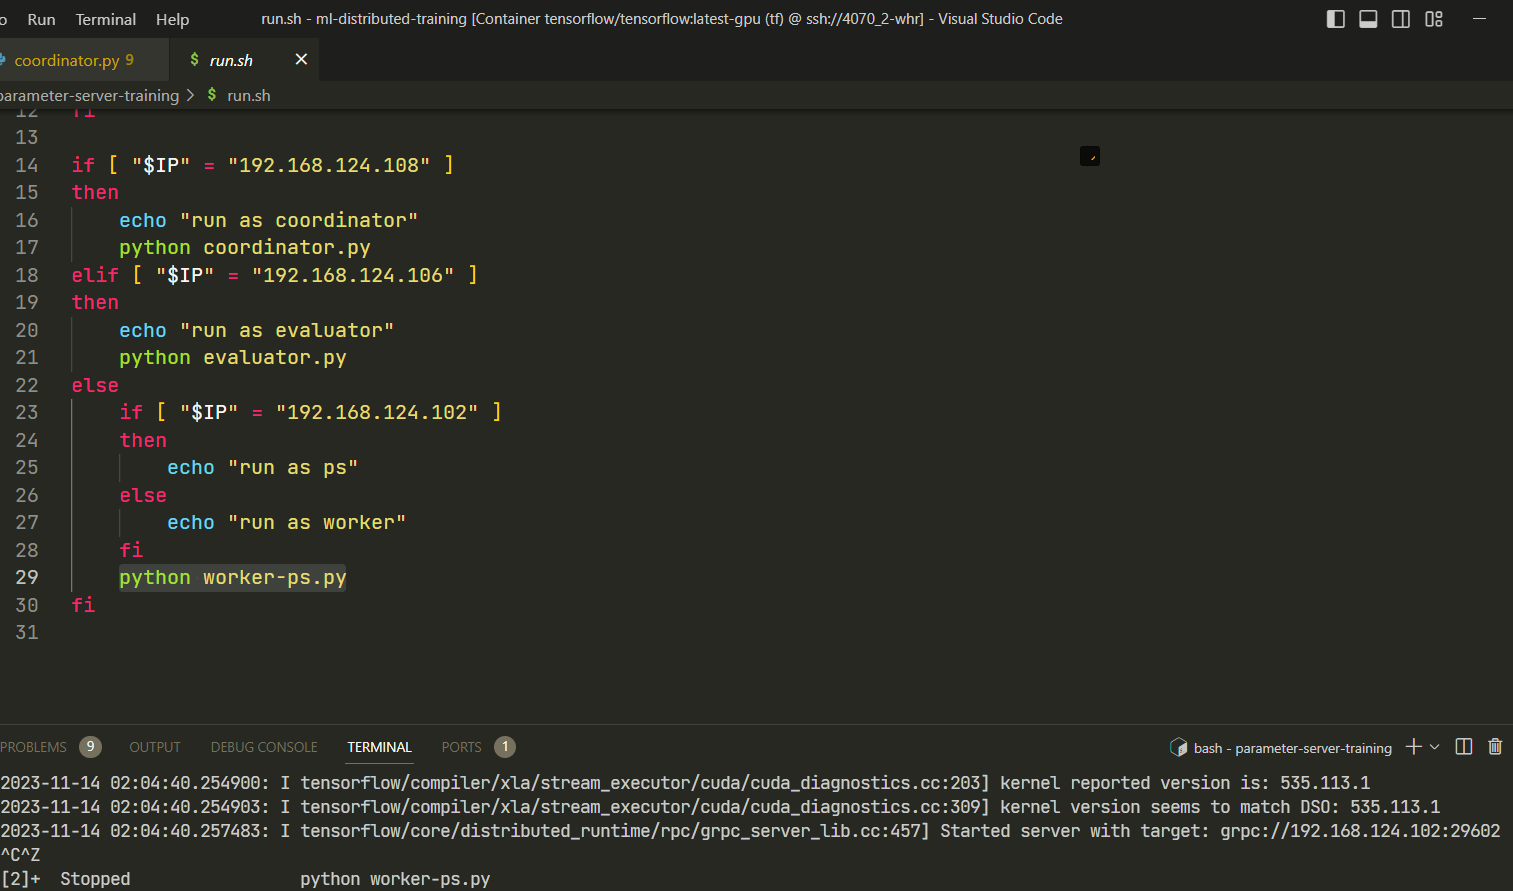 Run Terminal Help run.sh - ml-distributed-training [Container tensorflow/tensorflow:latest-gpu (tf) @ ssh://4070_2-whr] - Visual Studio Code
coordinator.py 9 $ run.sh
parameter-server-training > $ run.sh
12 fi
13
14 if [ "$IP" = "192.168.124.108" ]
15 then
16 echo "run as coordinator"
17 python coordinator.py
18 elif [ "$IP" = "192.168.124.106" ]
19 then
20 echo "run as evaluator"
21 python evaluator.py
22 else
23 if [ "$IP" = "192.168.124.102" ]
24 then
25 echo "run as ps"
26 else
27 echo "run as worker"
28 fi
29 python worker-ps.py
30 fi
31
PROBLEMS 9 OUTPUT DEBUG CONSOLE TERMINAL PORTS 1 bash - parameter-server-training
2023-11-14 02:04:40.254900: I tensorflow/compiler/xla/stream_executor/cuda/cuda_diagnostics.cc:203] kernel reported version is: 535.113.1
2023-11-14 02:04:40.254903: I tensorflow/compiler/xla/stream_executor/cuda/cuda_diagnostics.cc:309] kernel version seems to match DSO: 535.113.1
2023-11-14 02:04:40.257483: I tensorflow/core/distributed_runtime/rpc/grpc_server_lib.cc:457] Started server with target: grpc://192.168.124.102:29602
^C^Z
[2]+ Stopped python worker-ps.py